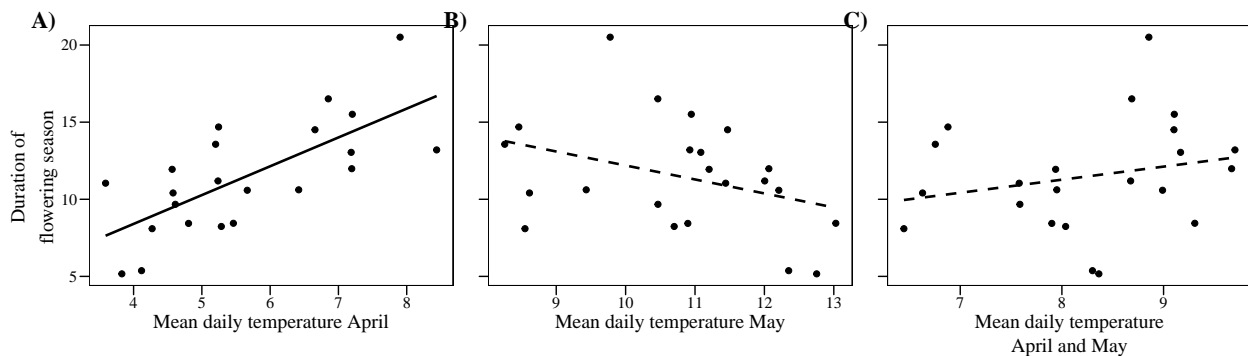 A)
B)
C)
20
15
10
5
Duration of
flowering season
4 5 6 7 8
Mean daily temperature April
9 10 11 12 13
Mean daily temperature May
7 8 9
Mean daily temperature
April and May